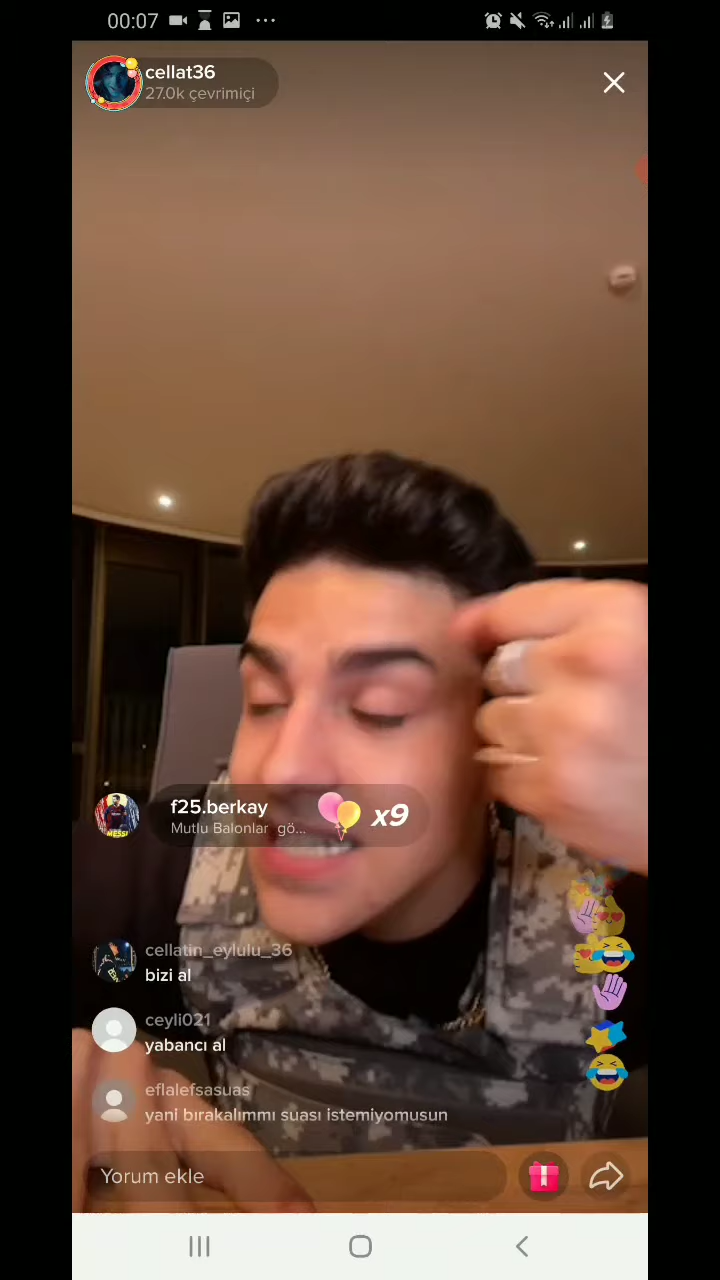 00:07
cellat36
27.0k çevrimiçi
f25.berkay
Mutlu Balonlar gö...
x9
MESSI
cellatin_eylulu_36
bizi al
ceyli021
yabancı al
eflalefsasuas
yani bırakalımmı suası istemiyomusun
Yorum ekle